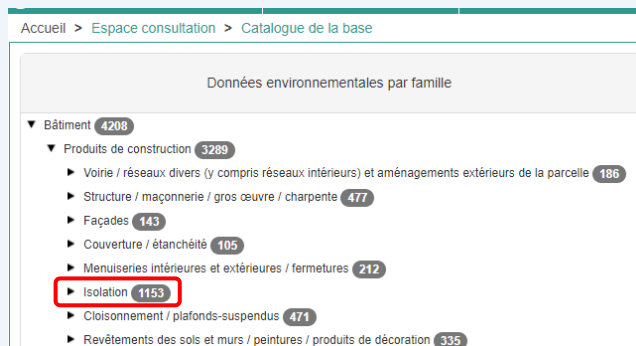 Accueil > Espace consultation > Catalogue de la base
Données environnementales par famille
Bâtiment 4208
Produits de construction 3289
Voirie / réseaux divers (y compris réseaux intérieurs) et aménagements extérieurs de la parcelle 186
Structure / maçonnerie / gros œuvre / charpente 477
Façades 143
Couverture / étanchéité 105
Menuiseries intérieures et extérieures / fermetures 212
Isolation 1153
Cloisonnement / plafonds-suspendus 471
Revêtements des sols et murs / peintures / produits de décoration 335